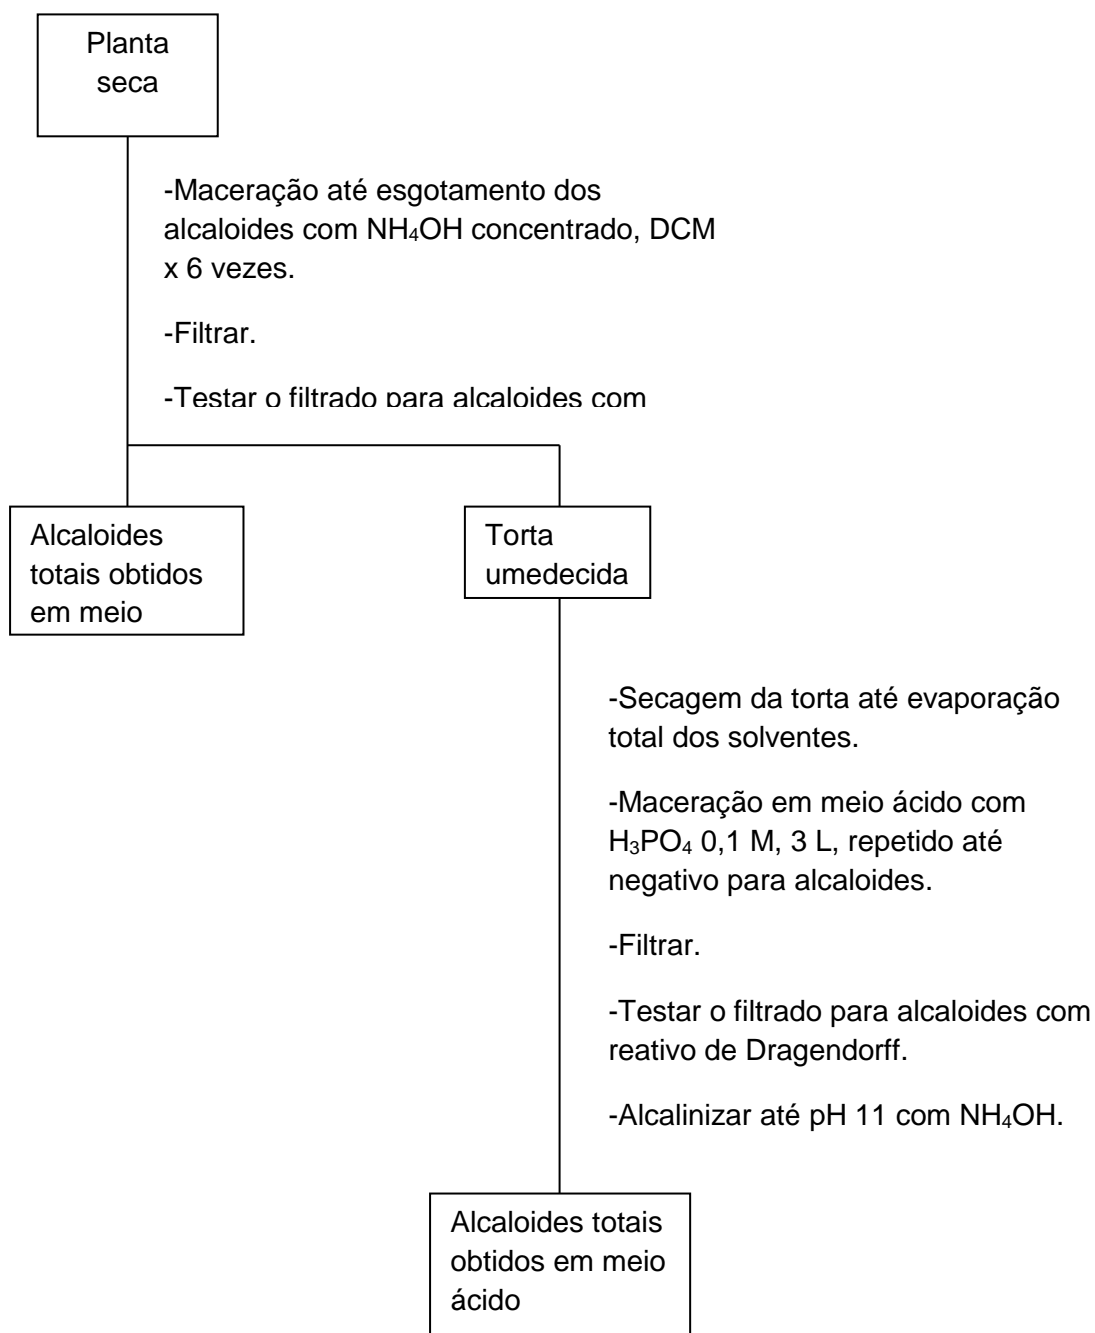 Planta
seca
-Maceração até esgotamento dos
alcaloides com NH₄OH concentrado, DCM
x 6 vezes.
-Filtrar.
-Testar o filtrado para alcaloides com
Alcaloides
totais obtidos
em meio
Torta
umedecida
-Secagem da torta até evaporação
total dos solventes.
-Maceração em meio ácido com
H₃PO₄ 0,1 M, 3 L, repetido até
negativo para alcaloides.
-Filtrar.
-Testar o filtrado para alcaloides com
reativo de Dragendorff.
-Alcalinizar até pH 11 com NH₄OH.
Alcaloides totais
obtidos em meio
ácido